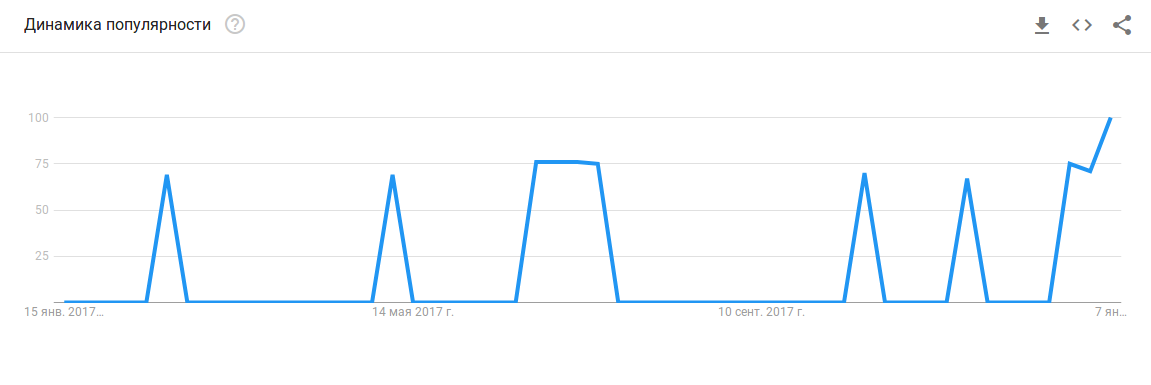 Динамика популярности
100
75
50
25
15 янв. 2017…
14 мая 2017 г.
10 сент. 2017 г.
7 ян…